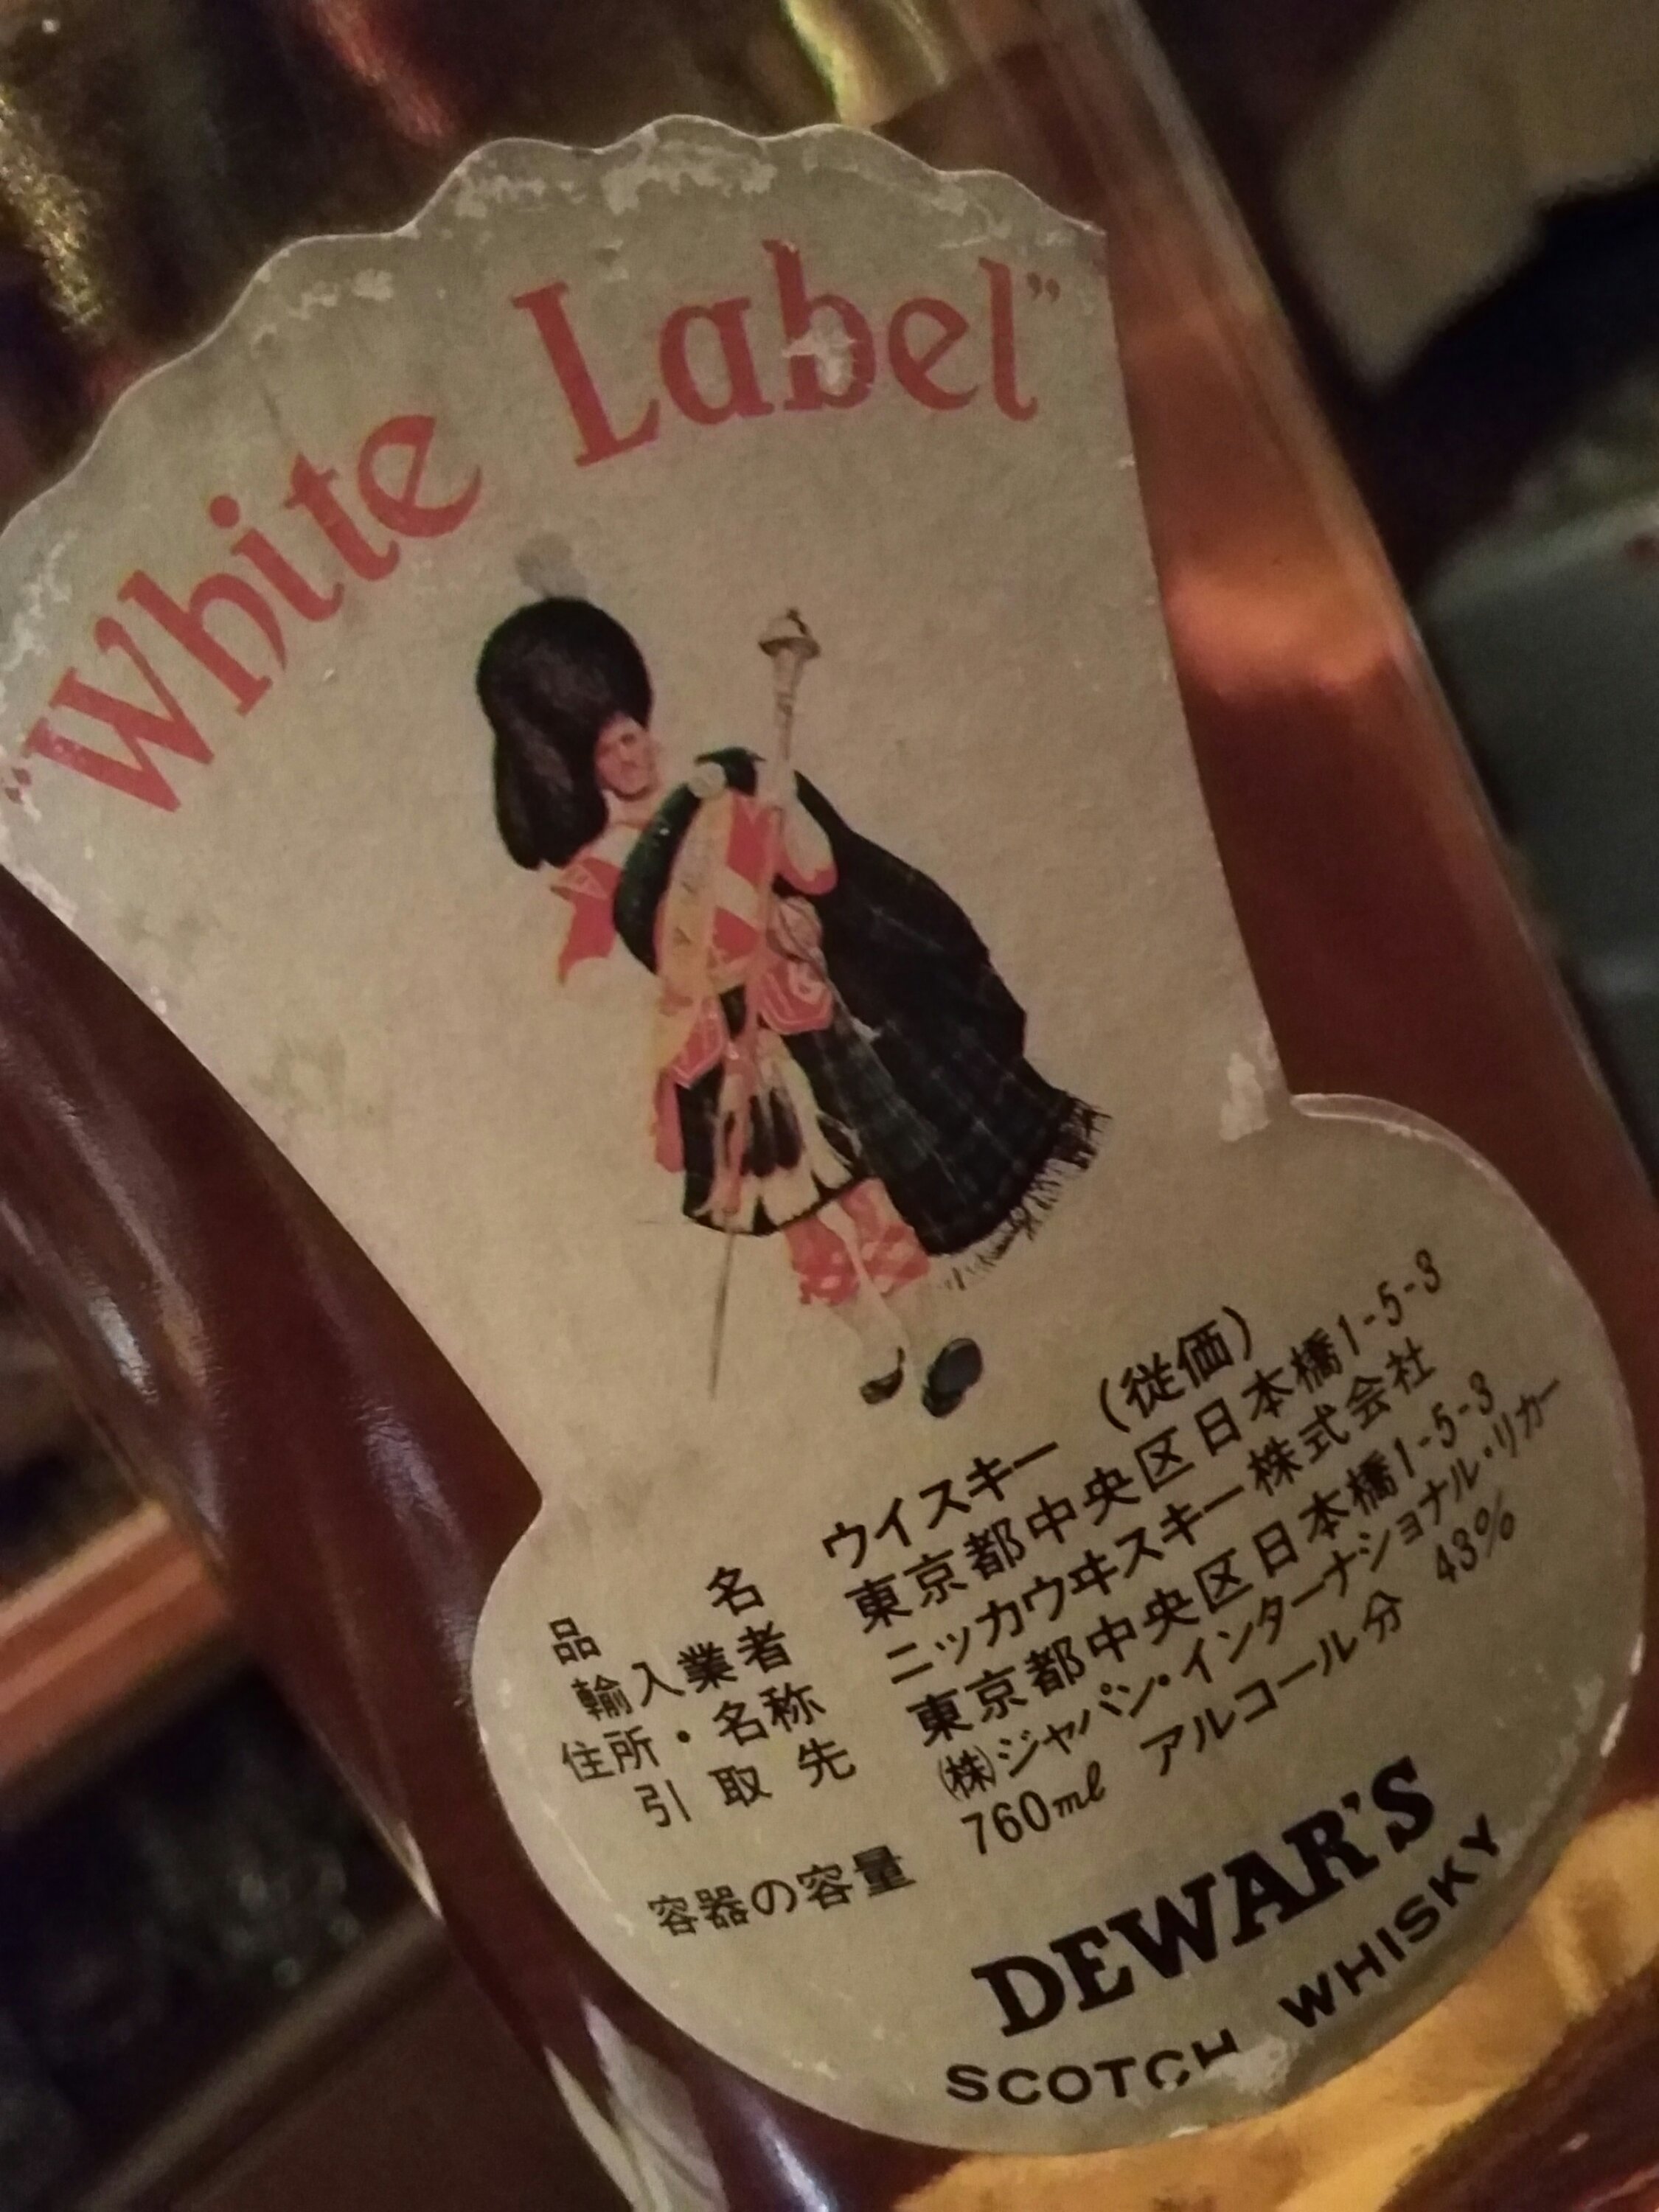 "White Label"
品名 ウイスキー (従価)
輸入業者 東京都中央区日本橋1-5-3
住所・名称 ニッカウヰスキー株式会社
引取先 東京都中央区日本橋1-5-3
㈱ジャパン・インターナショナル・リカー
容器の容量 760ml アルコール分 43%
DEWAR'S
SCOTCH WHISKY